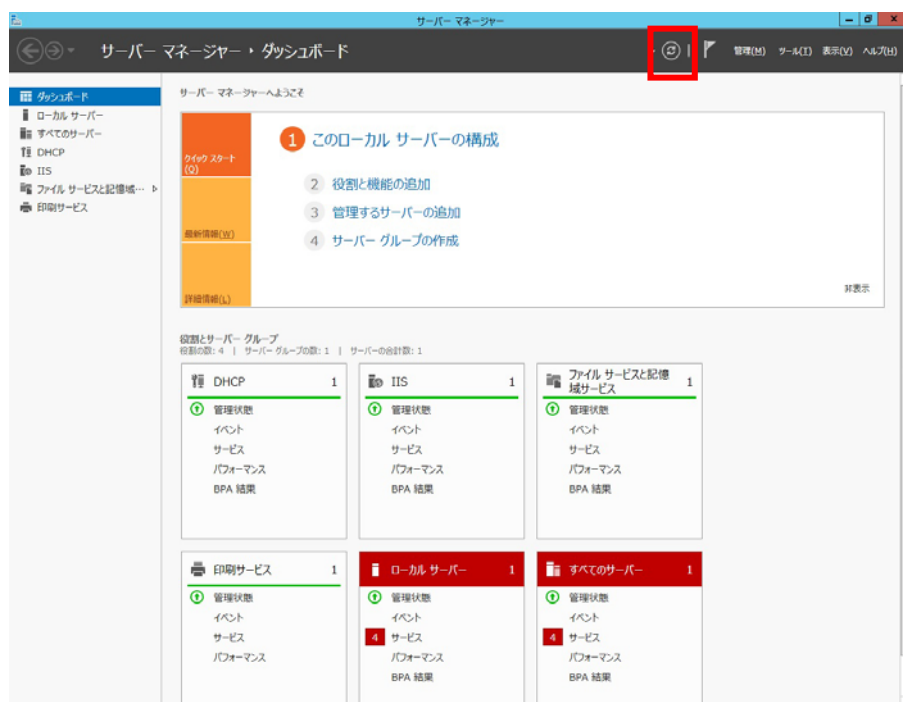 サーバー マネージャー
サーバー マネージャー ・ ダッシュボード
管理(M) ツール(T) 表示(V) ヘルプ(H)
ダッシュボード
ローカル サーバー
すべてのサーバー
DHCP
IIS
ファイル サービスと記憶域…
印刷サービス
サーバー マネージャーへようこそ
クイック スタート
(Q)
最新情報(W)
詳細情報(L)
1 このローカル サーバーの構成
2 役割と機能の追加
3 管理するサーバーの追加
4 サーバー グループの作成
非表示
役割とサーバー グループ
役割の数: 4 | サーバー グループの数: 1 | サーバーの合計数: 1
DHCP 1
管理状態
イベント
サービス
パフォーマンス
BPA 結果
IIS 1
管理状態
イベント
サービス
パフォーマンス
BPA 結果
ファイル サービスと記憶
域サービス 1
管理状態
イベント
サービス
パフォーマンス
BPA 結果
印刷サービス 1
管理状態
イベント
サービス
パフォーマンス
ローカル サーバー 1
管理状態
イベント
4 サービス
パフォーマンス
BPA 結果
すべてのサーバー 1
管理状態
イベント
4 サービス
パフォーマンス
BPA 結果